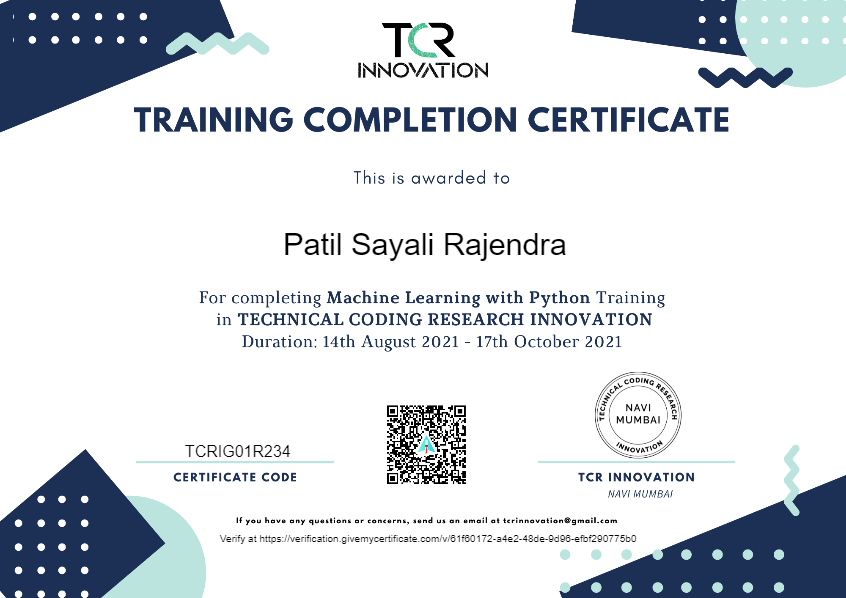 TCR
INNOVATION
TRAINING COMPLETION CERTIFICATE
This is awarded to
Patil Sayali Rajendra
For completing Machine Learning with Python Training
in TECHNICAL CODING RESEARCH INNOVATION
Duration: 14th August 2021 - 17th October 2021
TECHNICAL CODING RESEARCH
NAVI
MUMBAI
INNOVATION
TCRIG01R234
CERTIFICATE CODE
TCR INNOVATION
NAVI MUMBAI
If you have any questions or concerns, send us an email at tcrinnovation@gmail.com
Verify at https://verification.givemycertificate.com/v/61f60172-a4e2-48de-9d96-efbf290775b0